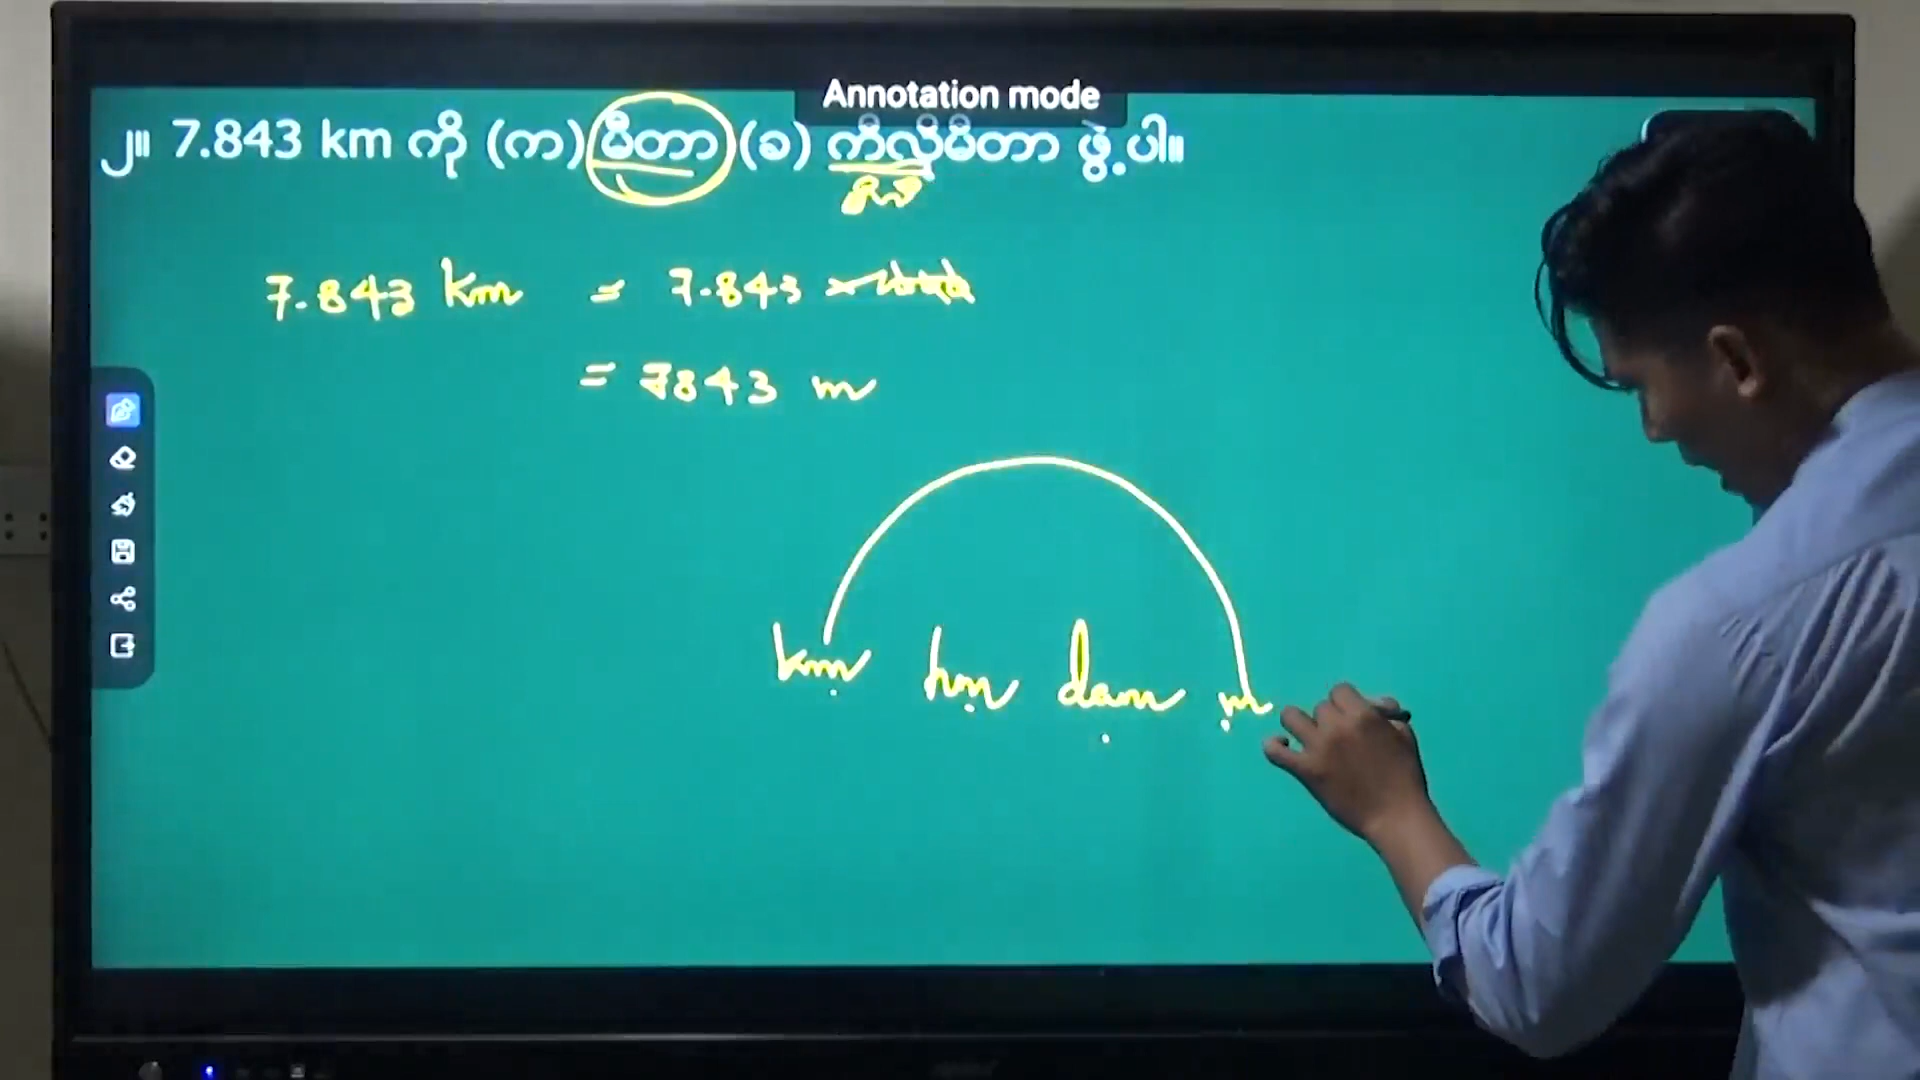 Annotation mode
၂။ 7.843 km ကို (က) မီတာ (ခ) ကီလိုမီတာ ဖွဲ့ပါ။
7.843 km = 7.843
= 7843 m
km hm dam m